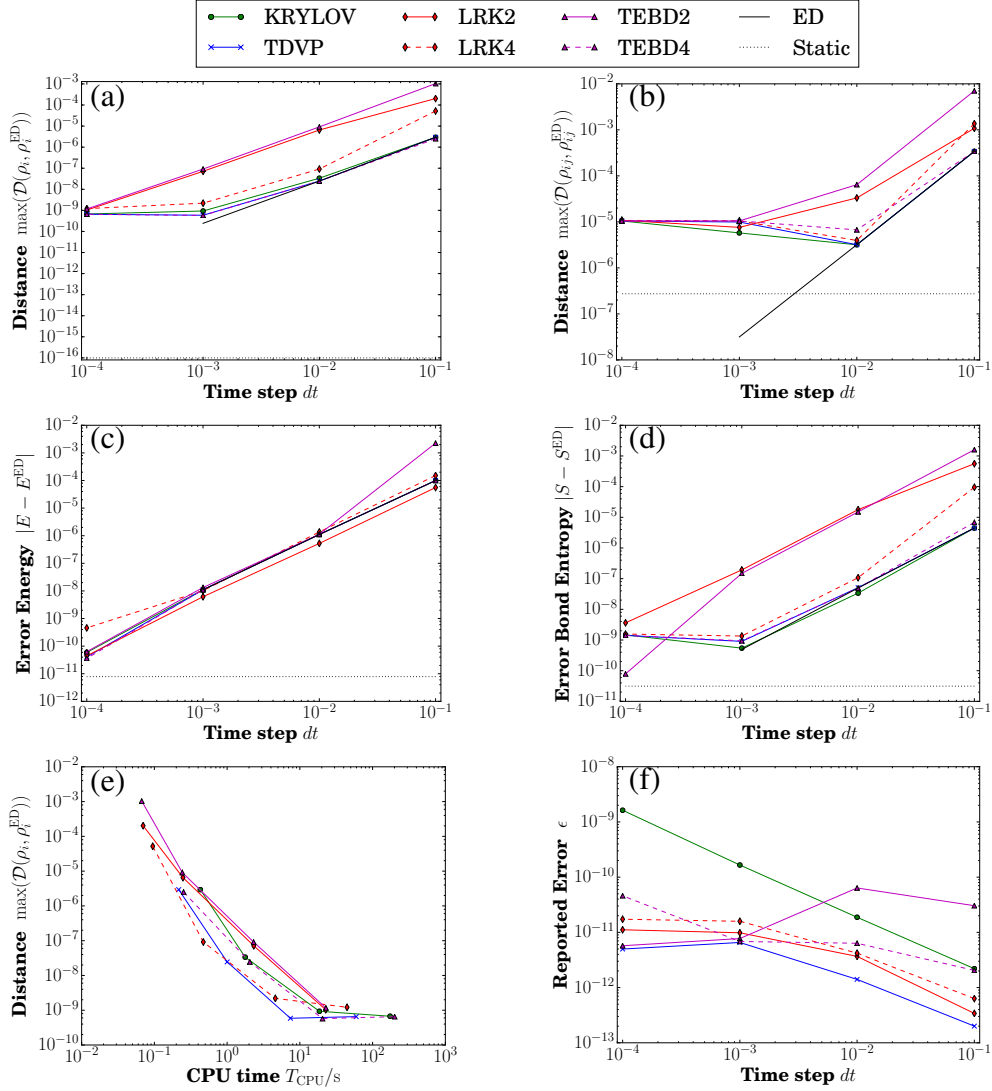 KRYLOV LRK2 TEBD2 ED
TDVP LRK4 TEBD4 Static
(a)
Distance max(𝒟(ρ_i, ρ_i^ED))
10^-3
10^-4
10^-5
10^-6
10^-7
10^-8
10^-9
10^-10
10^-11
10^-12
10^-13
10^-14
10^-15
10^-16
10^-4 10^-3 10^-2 10^-1
Time step dt
(b)
Distance max(𝒟(ρ_ij, ρ_ij^ED))
10^-2
10^-3
10^-4
10^-5
10^-6
10^-7
10^-8
10^-4 10^-3 10^-2 10^-1
Time step dt
(c)
Error Energy |E − E^ED|
10^-2
10^-3
10^-4
10^-5
10^-6
10^-7
10^-8
10^-9
10^-10
10^-11
10^-12
10^-4 10^-3 10^-2 10^-1
Time step dt
(d)
Error Bond Entropy |S − S^ED|
10^-2
10^-3
10^-4
10^-5
10^-6
10^-7
10^-8
10^-9
10^-10
10^-11
10^-4 10^-3 10^-2 10^-1
Time step dt
(e)
Distance max(𝒟(ρ_i, ρ_i^ED))
10^-2
10^-3
10^-4
10^-5
10^-6
10^-7
10^-8
10^-9
10^-10
10^-2 10^-1 10^0 10^1 10^2 10^3
CPU time T_CPU/s
(f)
Reported Error ϵ
10^-8
10^-9
10^-10
10^-11
10^-12
10^-13
10^-4 10^-3 10^-2 10^-1
Time step dt